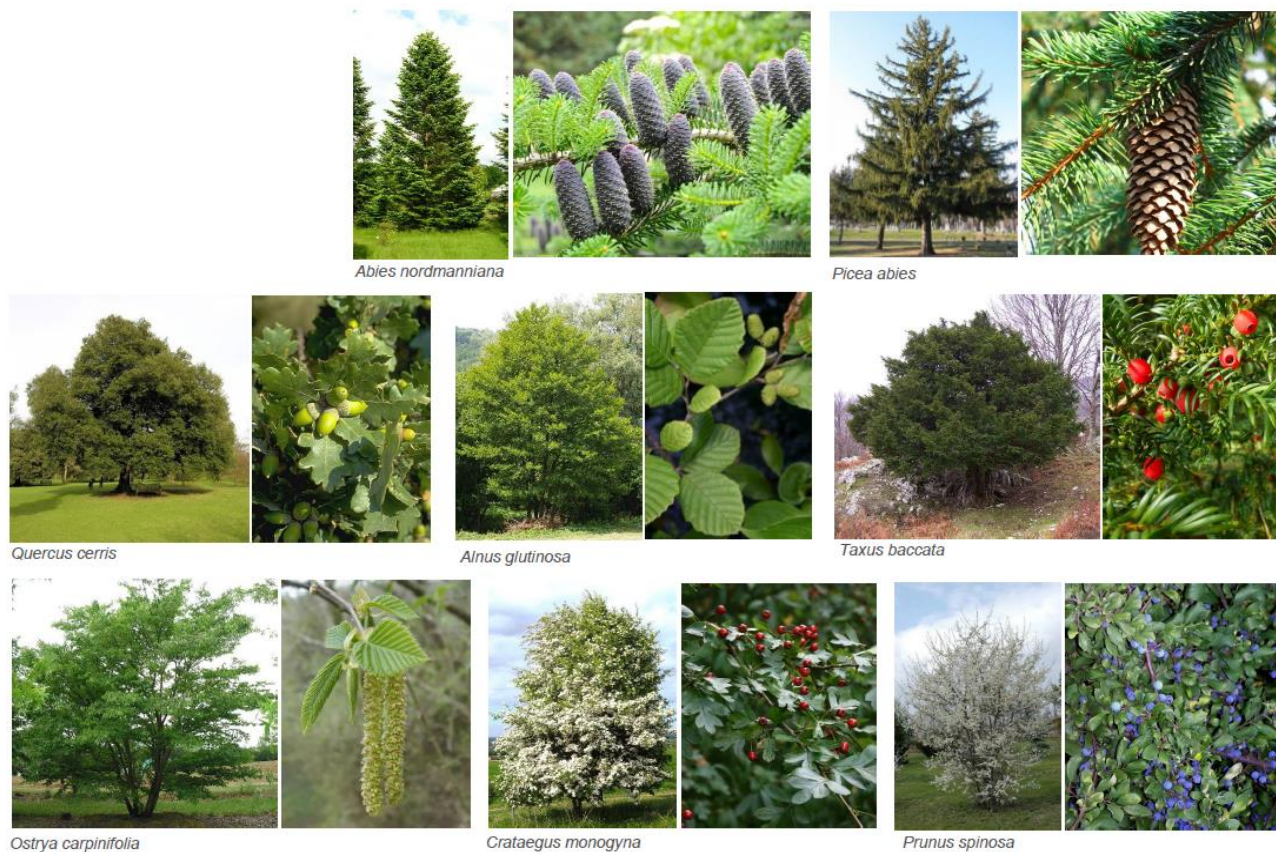 Abies nordmanniana
Picea abies
Quercus cerris
Alnus glutinosa
Taxus baccata
Ostrya carpinifolia
Crataegus monogyna
Prunus spinosa